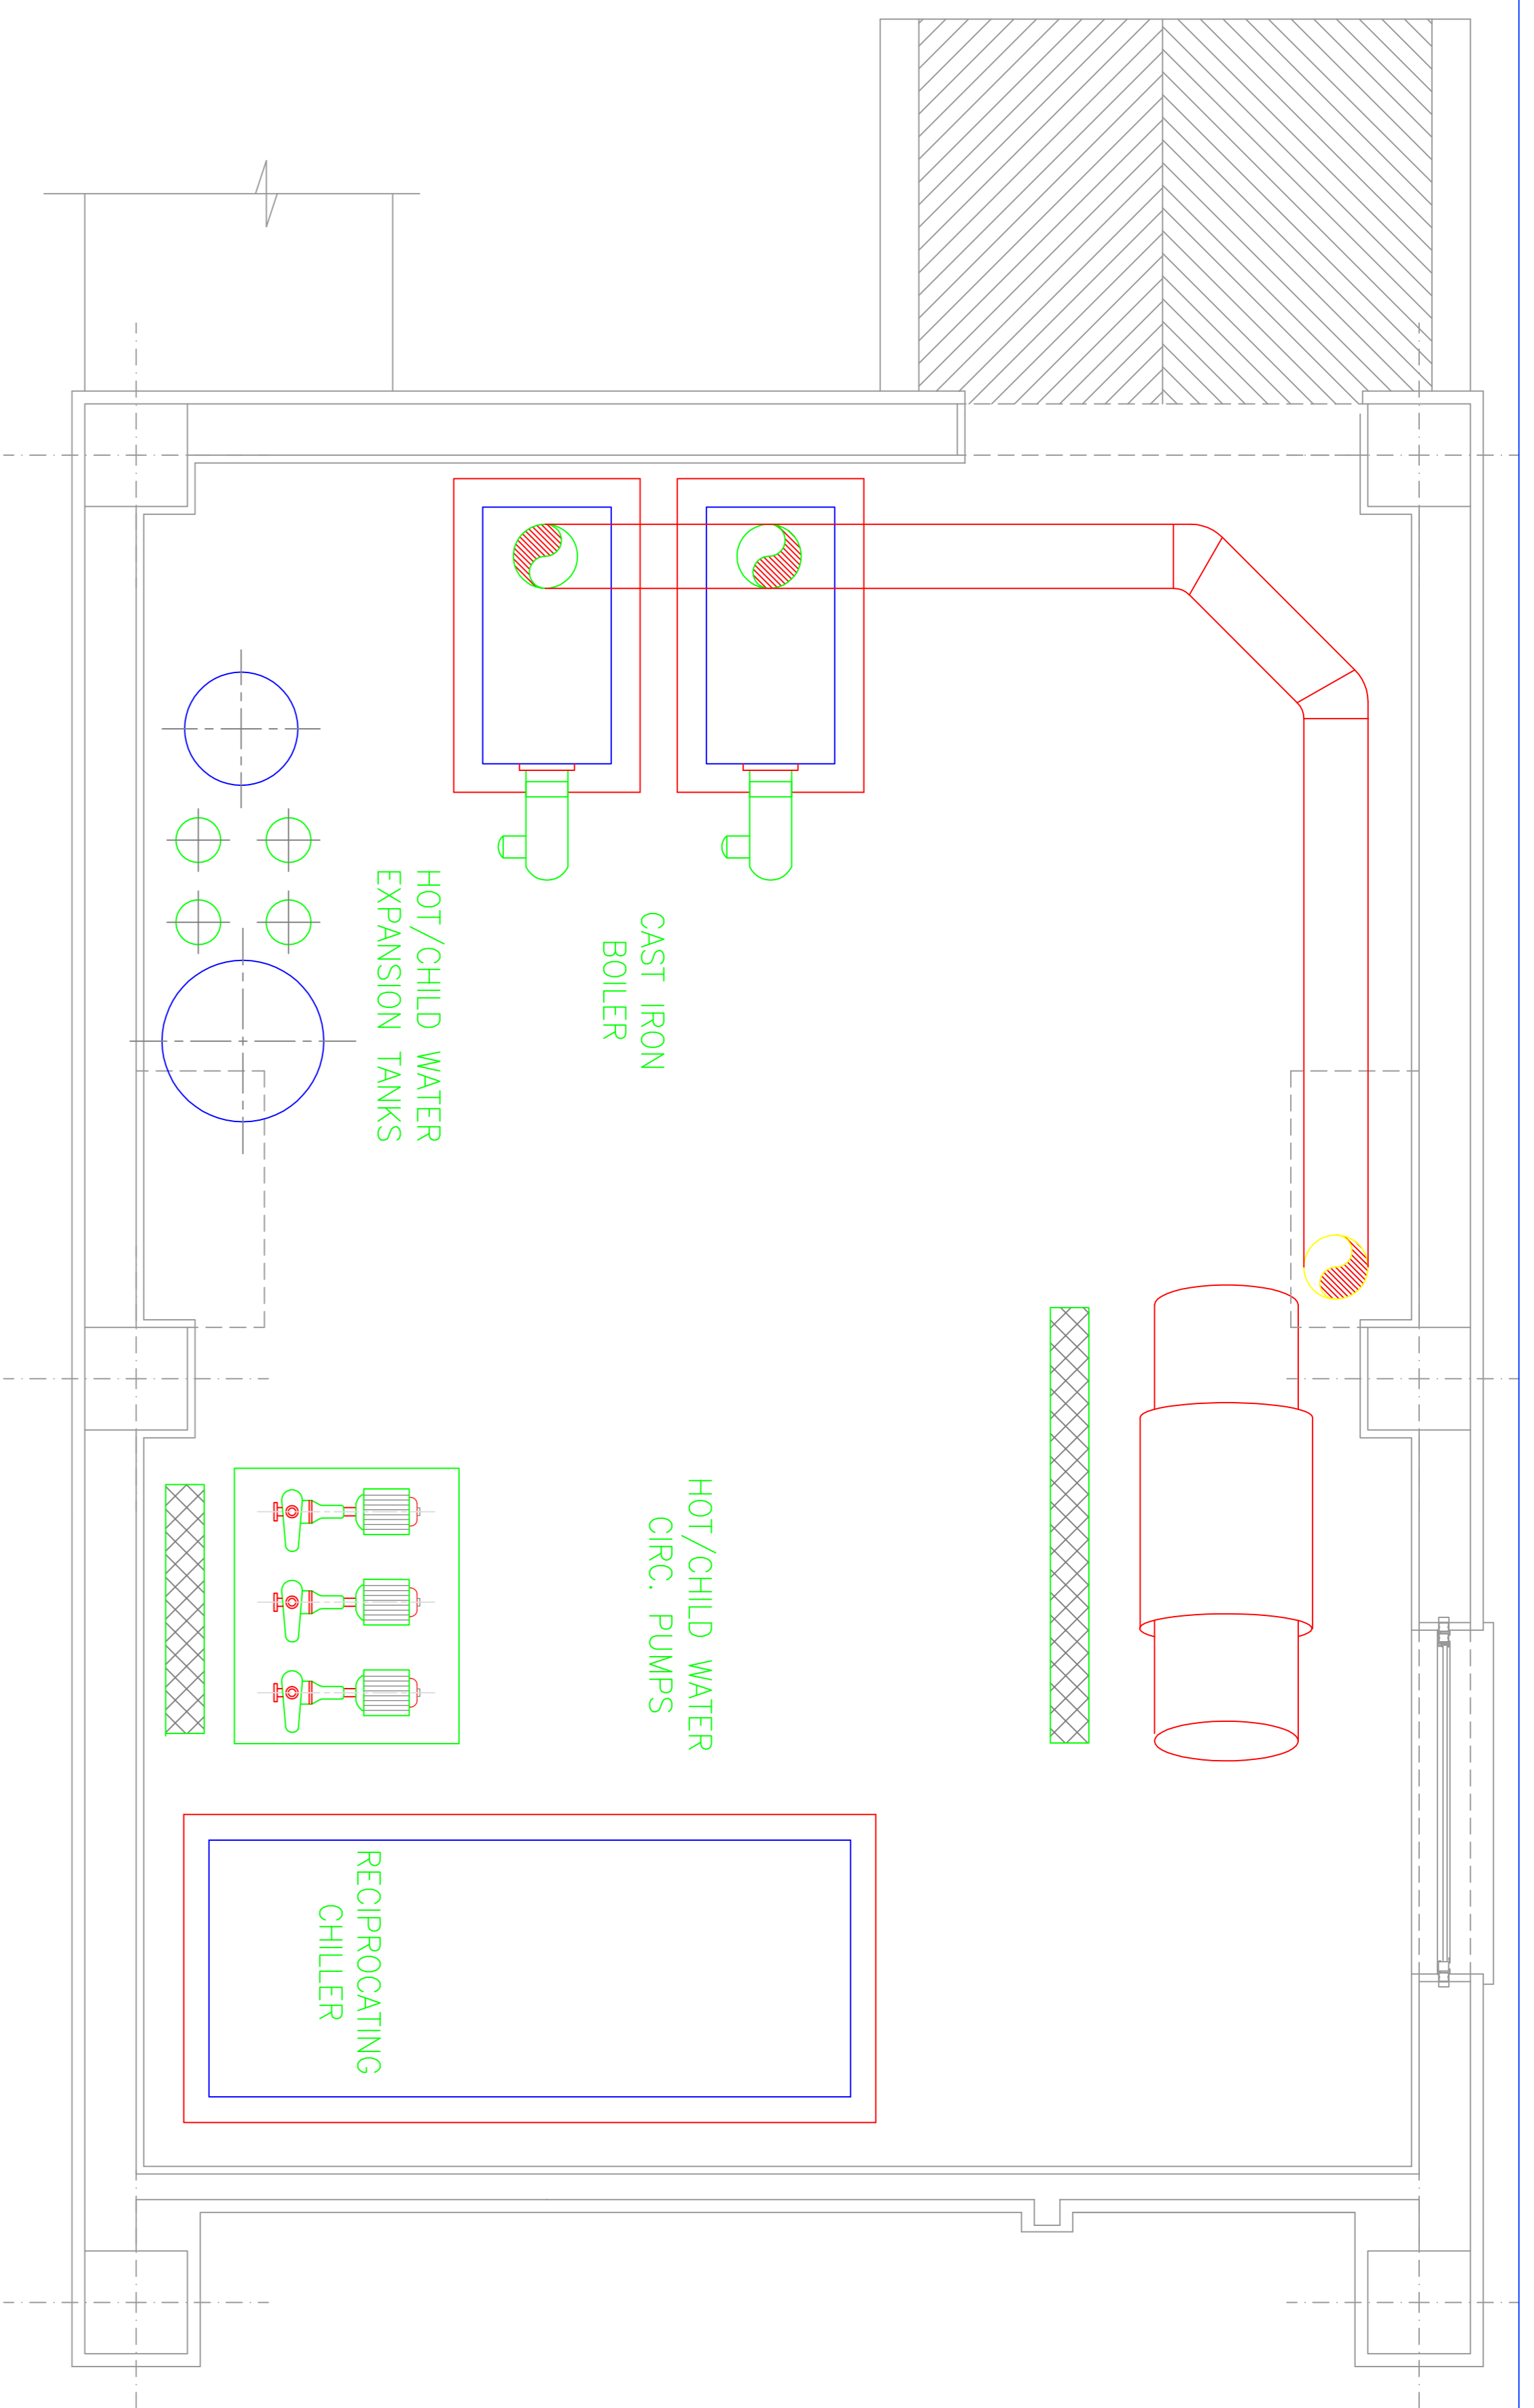 HOT/CHILD WATER
EXPANSION TANKS
CAST IRON
BOILER
HOT/CHILD WATER
CIRC. PUMPS
RECIPROCATING
CHILLER